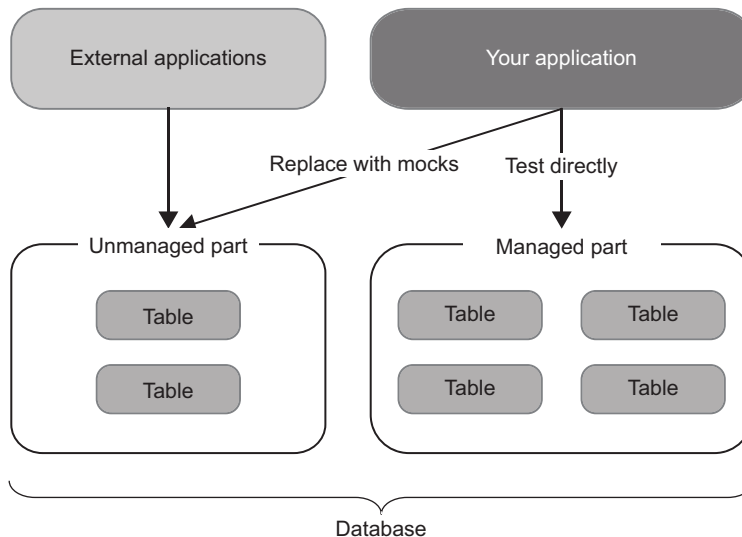 External applications
Your application
Replace with mocks
Test directly
Unmanaged part
Managed part
Table
Table
Table
Table
Table
Table
Database